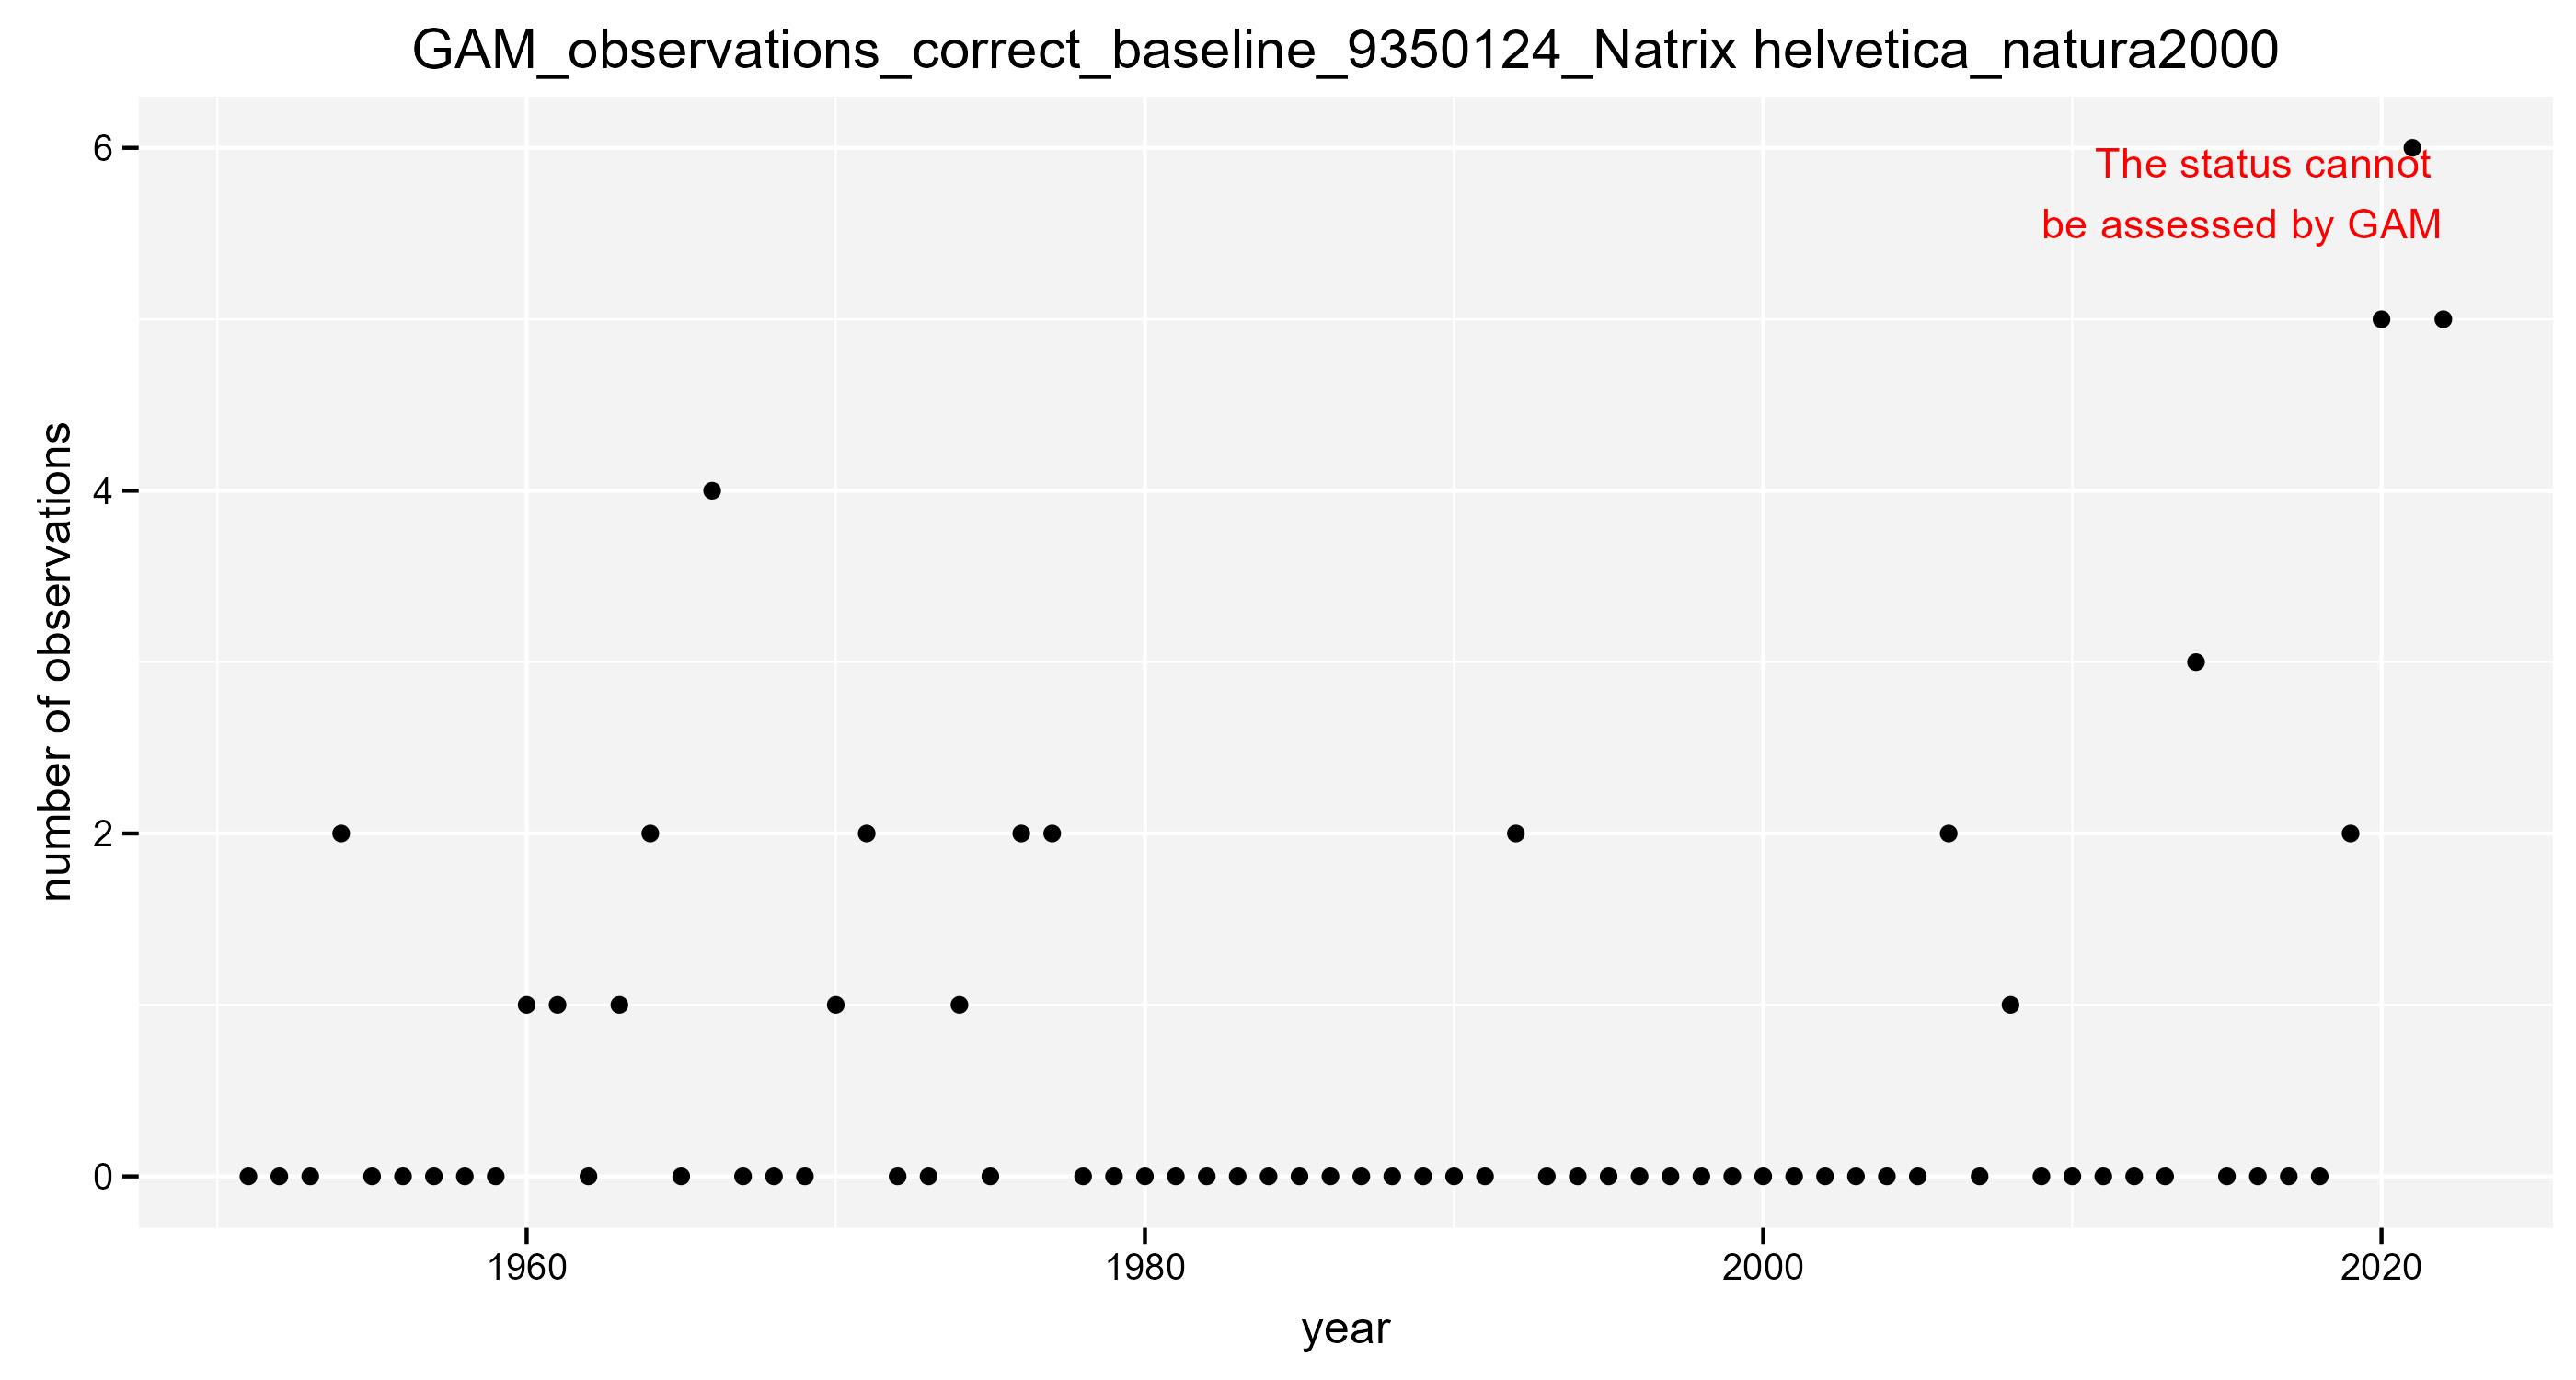 GAM_observations_correct_baseline_9350124_Natrix helvetica_natura2000
6
The status cannot
be assessed by GAM
number of observations
4
2
0
1960 1980 2000 2020
year